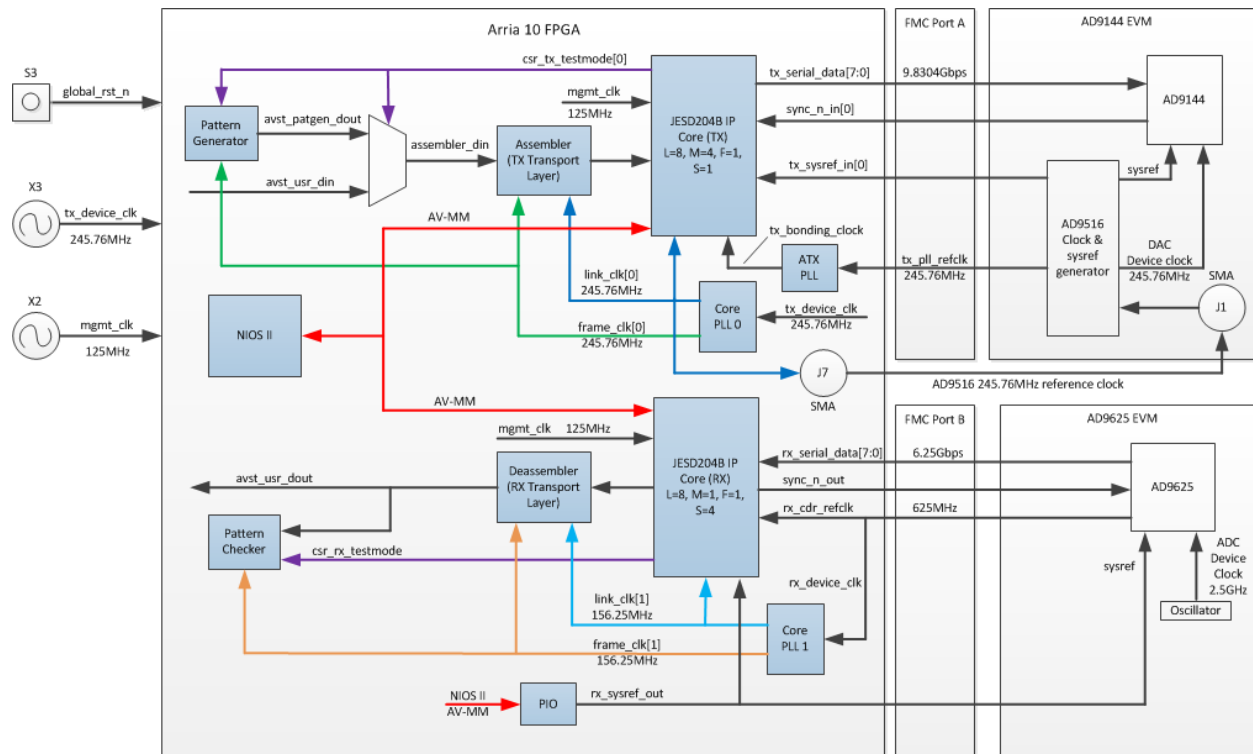 Arria 10 FPGA
FMC Port A
AD9144 EVM
S3
global_rst_n
csr_tx_testmode[0]
tx_serial_data[7:0]
9.8304Gbps
mgmt_clk
125MHz
Pattern
Generator
avst_patgen_dout
assembler_din
Assembler
(TX Transport
Layer)
JESD204B IP
Core (TX)
L=8, M=4, F=1,
S=1
sync_n_in[0]
AD9144
avst_usr_din
tx_sysref_in[0]
sysref
X3
tx_device_clk
245.76MHz
AV-MM
tx_bonding_clock
ATX
PLL
tx_pll_refclk
245.76MHz
AD9516
Clock &
sysref
generator
DAC
Device clock
245.76MHz
SMA
J1
link_clk[0]
245.76MHz
Core
PLL 0
tx_device_clk
245.76MHz
X2
mgmt_clk
125MHz
NIOS II
frame_clk[0]
245.76MHz
J7
SMA
AD9516 245.76MHz reference clock
AV-MM
FMC Port B
AD9625 EVM
mgmt_clk 125MHz
rx_serial_data[7:0]
6.25Gbps
avst_usr_dout
Deassembler
(RX Transport
Layer)
JESD204B IP
Core (RX)
L=8, M=1, F=1,
S=4
sync_n_out
AD9625
rx_cdr_refclk
625MHz
Pattern
Checker
csr_rx_testmode
rx_device_clk
sysref
ADC
Device
Clock
2.5GHz
Oscillator
link_clk[1]
156.25MHz
Core
PLL 1
frame_clk[1]
156.25MHz
NIOS II
AV-MM
PIO
rx_sysref_out